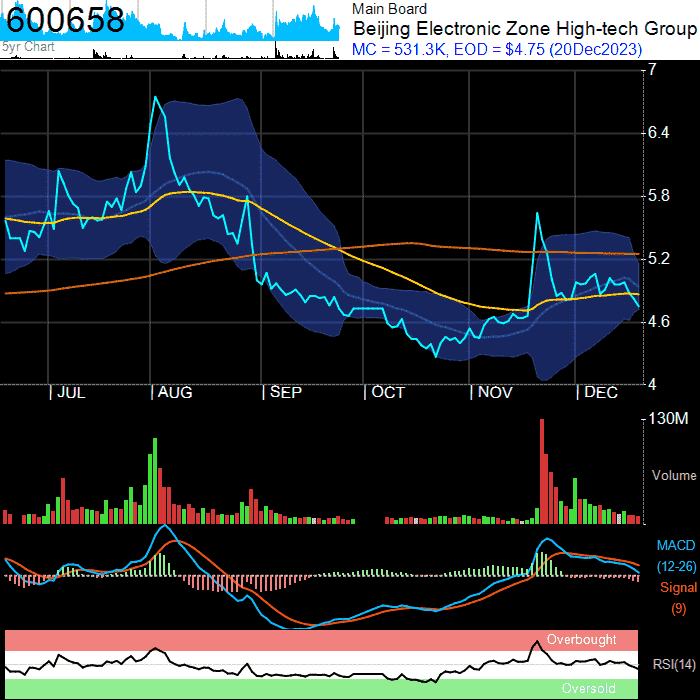 600658
5yr Chart
Main Board
Beijing Electronic Zone High-tech Group
MC = 531.3K, EOD = $4.75 (20Dec2023)
7
6.4
5.8
5.2
4.6
4
| JUL | AUG | SEP | OCT | NOV | DEC
130M
Volume
MACD
(12-26)
Signal
(9)
Overbought
RSI(14)
Oversold